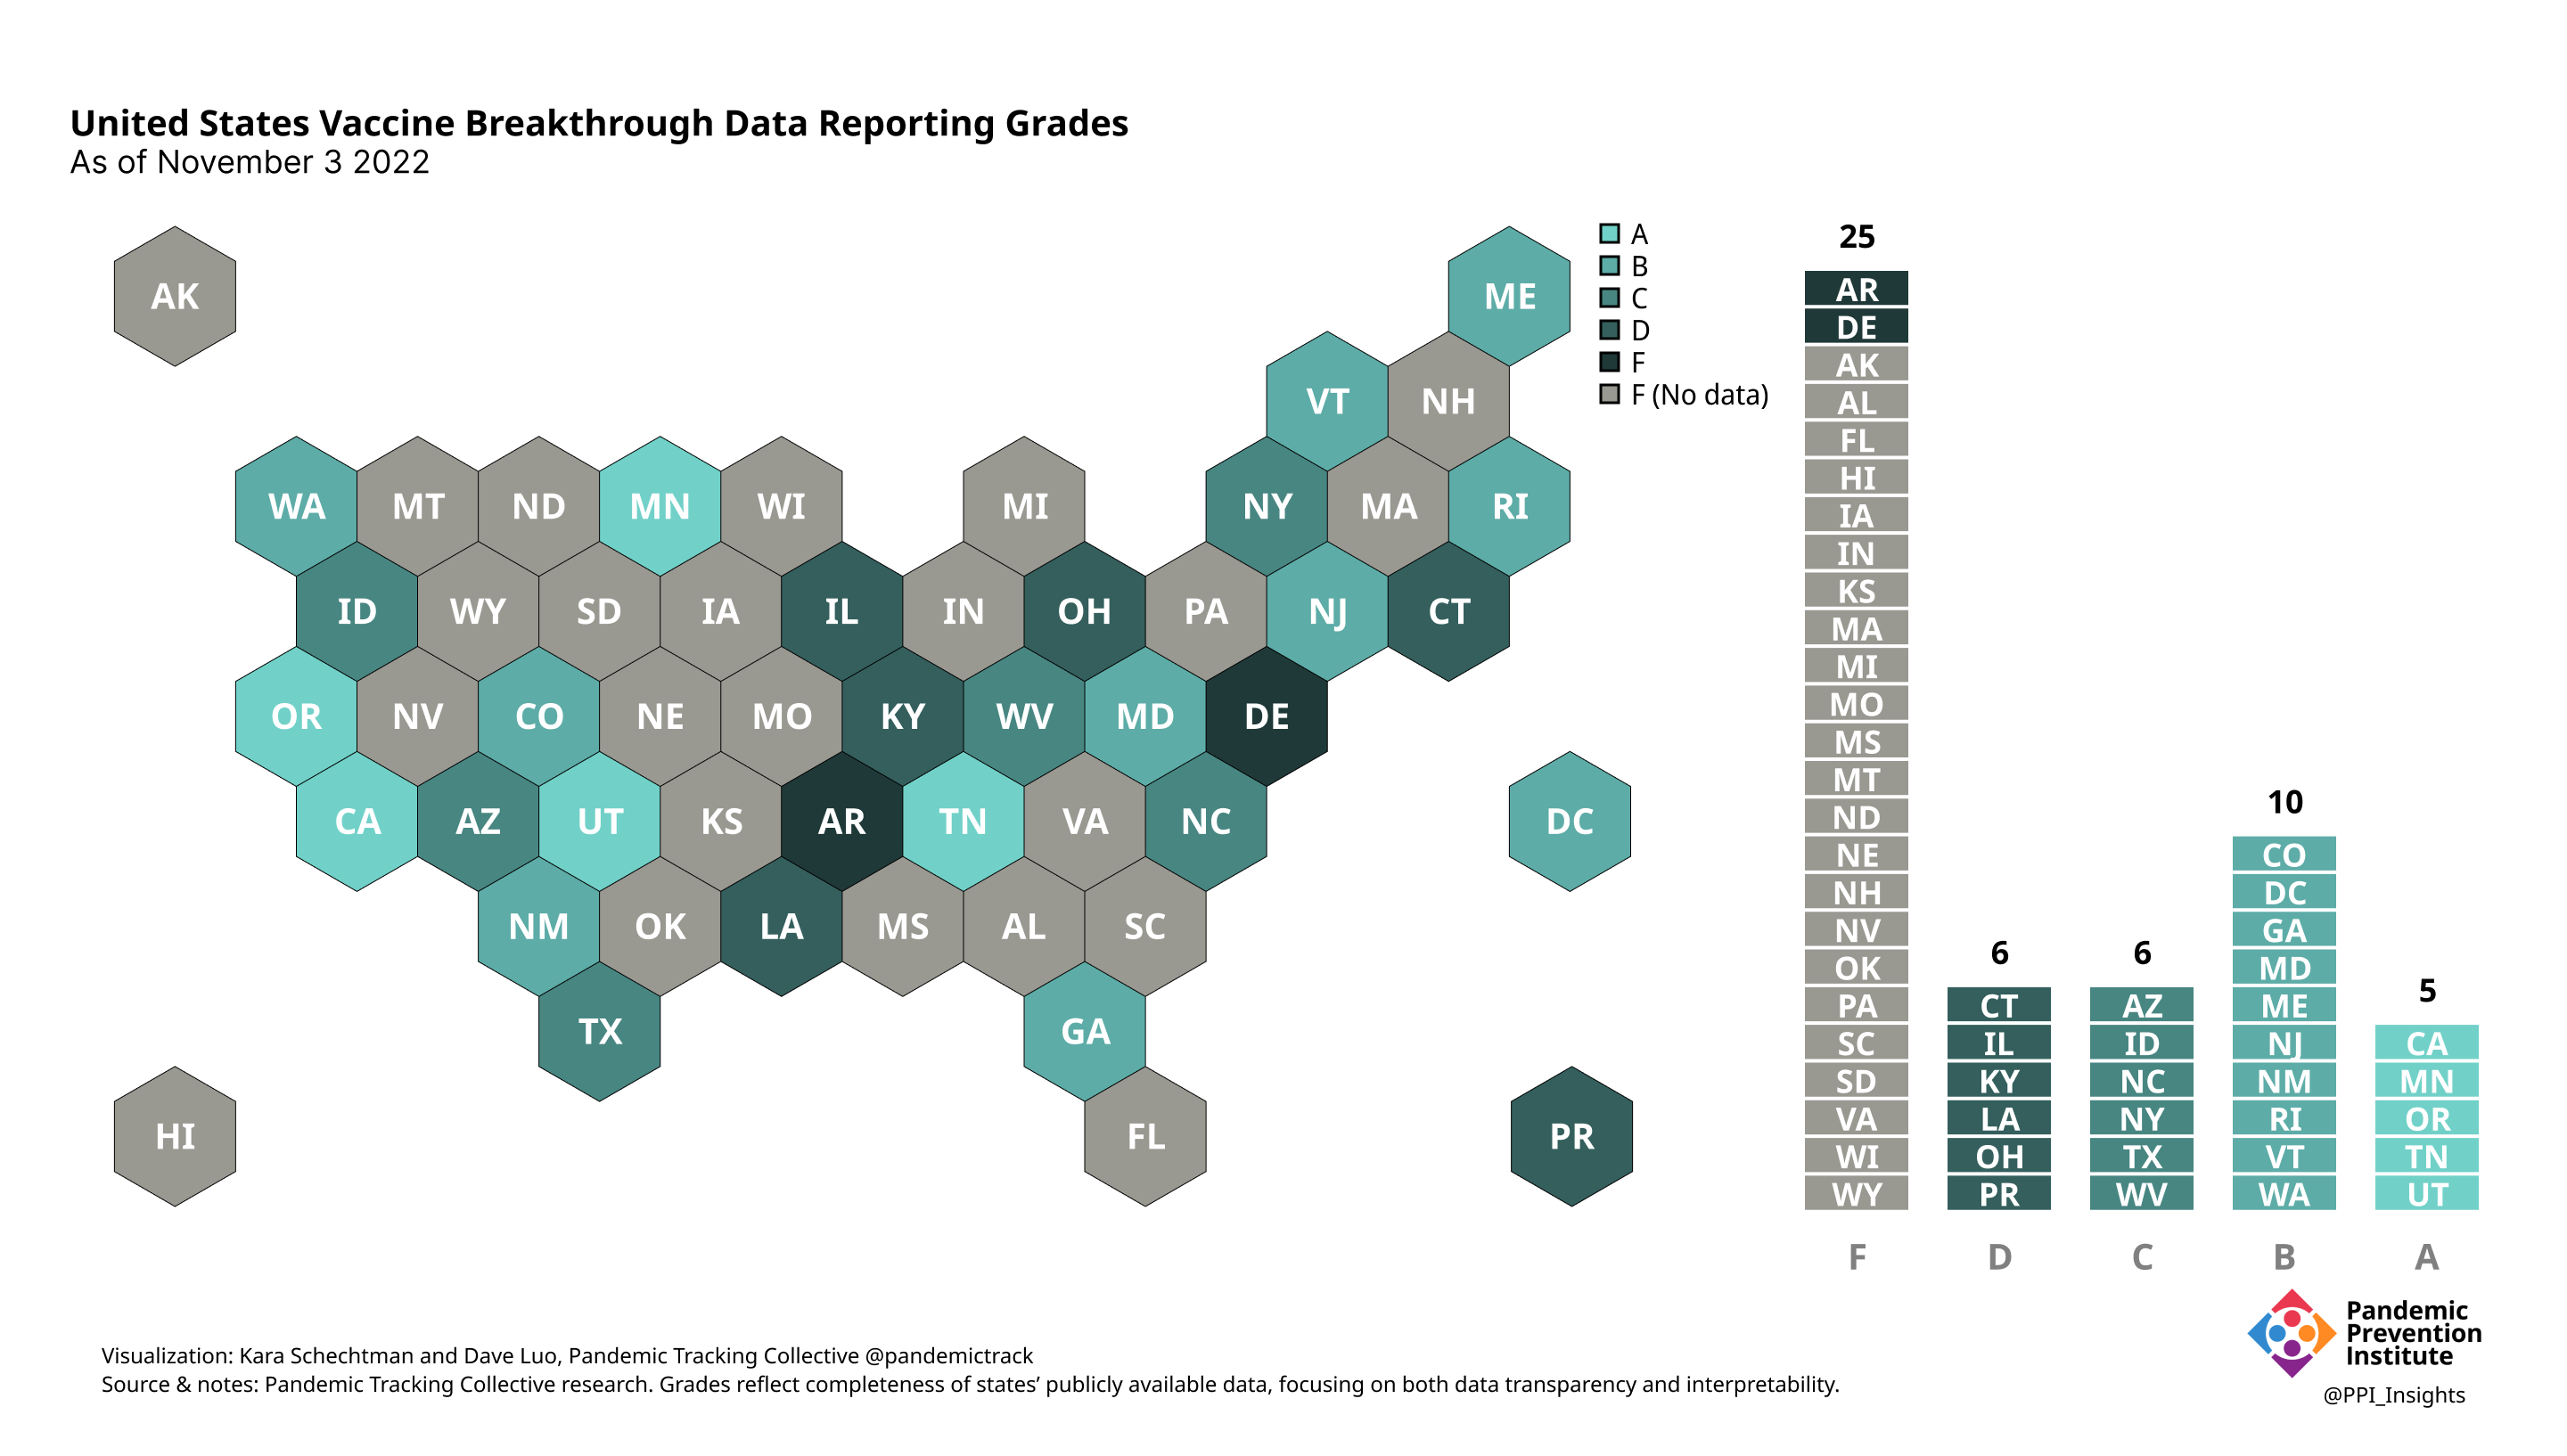 United States Vaccine Breakthrough Data Reporting Grades
As of November 3 2022
AK
ME
VT NH
WA MT ND MN WI MI NY MA RI
ID WY SD IA IL IN OH PA NJ CT
OR NV CO NE MO KY WV MD DE
CA AZ UT KS AR TN VA NC DC
NM OK LA MS AL SC
TX GA
HI FL PR
A
B
C
D
F
F (No data)
25
AR
DE
AK
AL
FL
HI
IA
IN
KS
MA
MI
MO
MS
MT
ND
NE
NH
NV
OK
PA
SC
SD
VA
WI
WY
F
6
CT
IL
KY
LA
OH
PR
D
6
AZ
ID
NC
NY
TX
WV
C
10
CO
DC
GA
MD
ME
NJ
NM
RI
VT
WA
B
5
CA
MN
OR
TN
UT
A
Visualization: Kara Schechtman and Dave Luo, Pandemic Tracking Collective @pandemictrack
Source & notes: Pandemic Tracking Collective research. Grades reflect completeness of states’ publicly available data, focusing on both data transparency and interpretability.
Pandemic
Prevention
Institute
@PPI_Insights